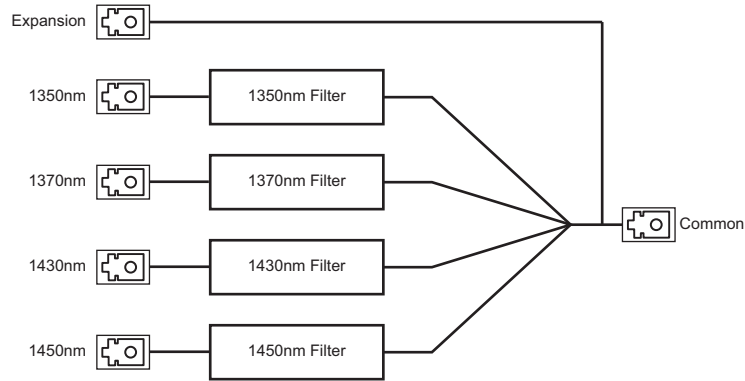 Expansion
1350nm
1350nm Filter
1370nm
1370nm Filter
Common
1430nm
1430nm Filter
1450nm
1450nm Filter